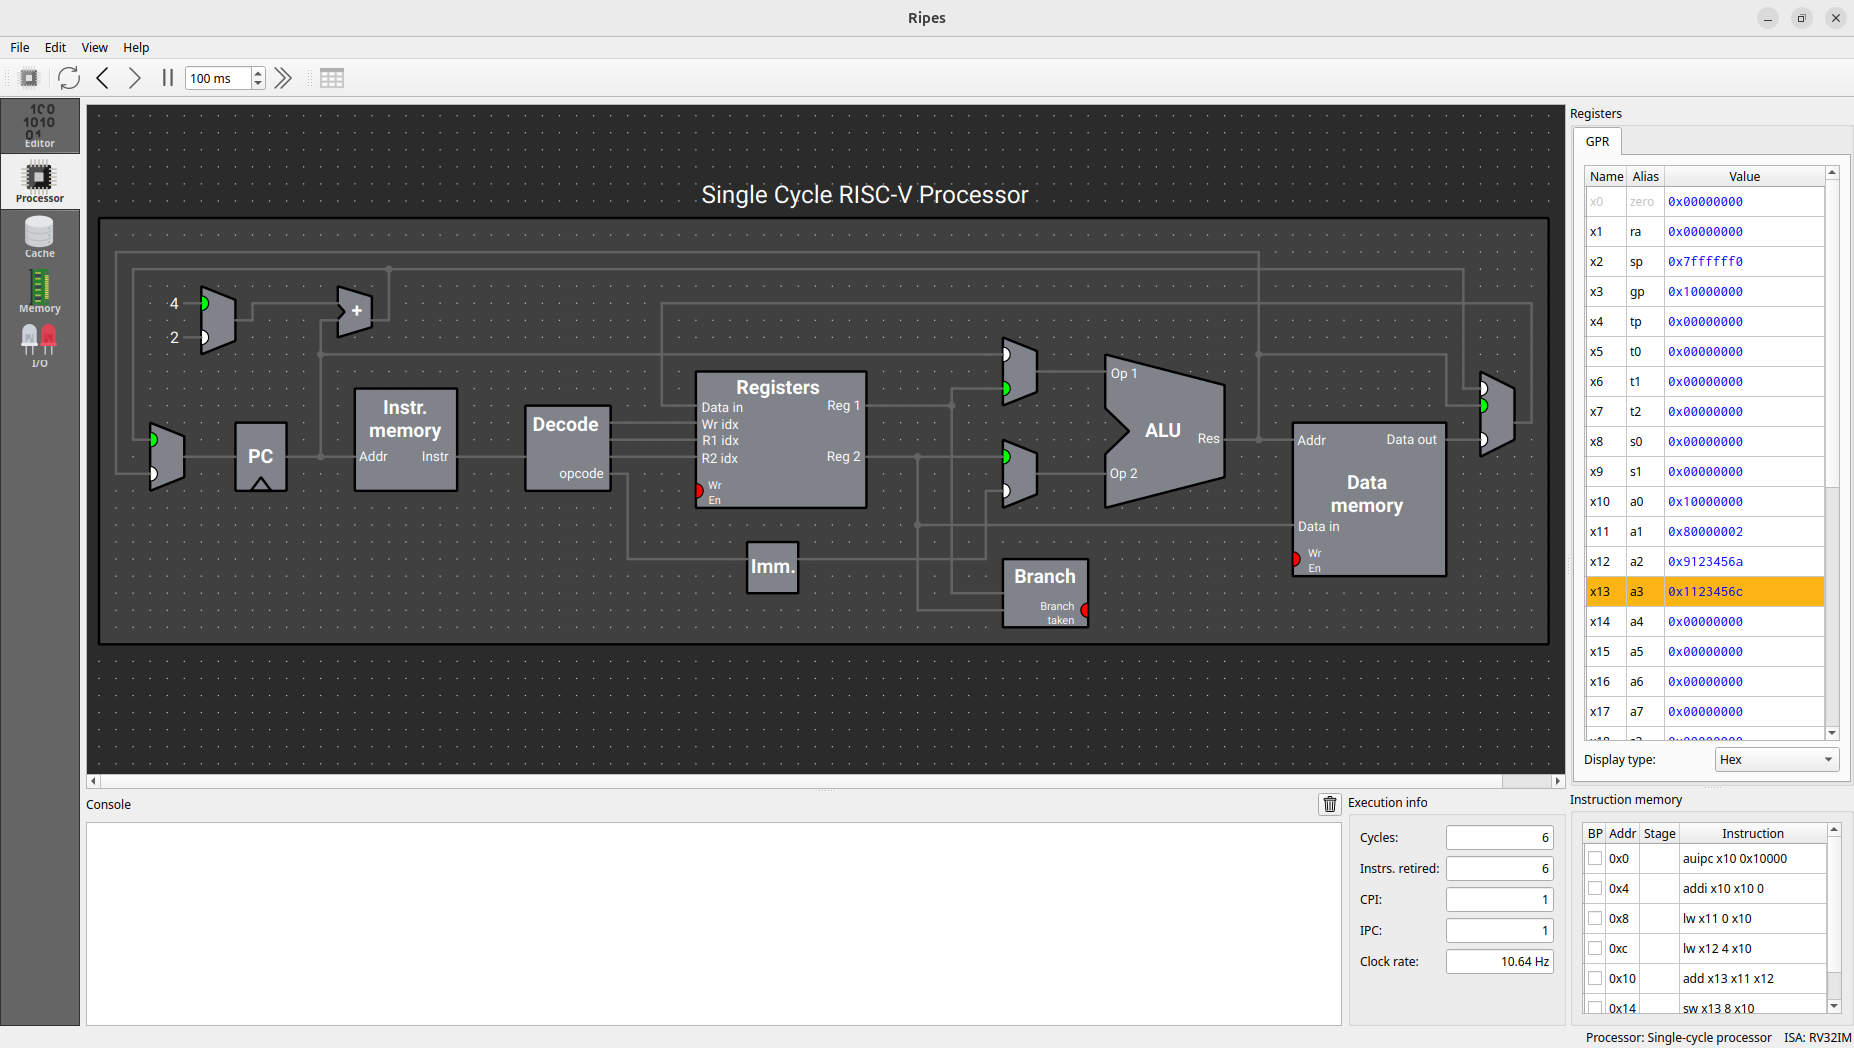 Ripes
File Edit View Help
100 ms
100
1010
01
Editor
Processor
Cache
Memory
I/O
Single Cycle RISC-V Processor
4
2
+
PC
Instr.
memory
Addr Instr
Decode
opcode
Registers
Data in Reg 1
Wr idx
R1 idx
R2 idx Reg 2
Wr
En
Imm.
Op 1
ALU
Res
Op 2
Branch
Branch
taken
Addr Data out
Data
memory
Data in
Wr
En
Registers
GPR
Name Alias Value
x0 zero 0x00000000
x1 ra 0x00000000
x2 sp 0x7ffffff0
x3 gp 0x10000000
x4 tp 0x00000000
x5 t0 0x00000000
x6 t1 0x00000000
x7 t2 0x00000000
x8 s0 0x00000000
x9 s1 0x00000000
x10 a0 0x10000000
x11 a1 0x80000002
x12 a2 0x9123456a
x13 a3 0x1123456c
x14 a4 0x00000000
x15 a5 0x00000000
x16 a6 0x00000000
x17 a7 0x00000000
Display type: Hex
Console
Execution info
Cycles: 6
Instrs. retired: 6
CPI: 1
IPC: 1
Clock rate: 10.64 Hz
Instruction memory
BP Addr Stage Instruction
0x0 auipc x10 0x10000
0x4 addi x10 x10 0
0x8 lw x11 0 x10
0xc lw x12 4 x10
0x10 add x13 x11 x12
0x14 sw x13 8 x10
Processor: Single-cycle processor ISA: RV32IM